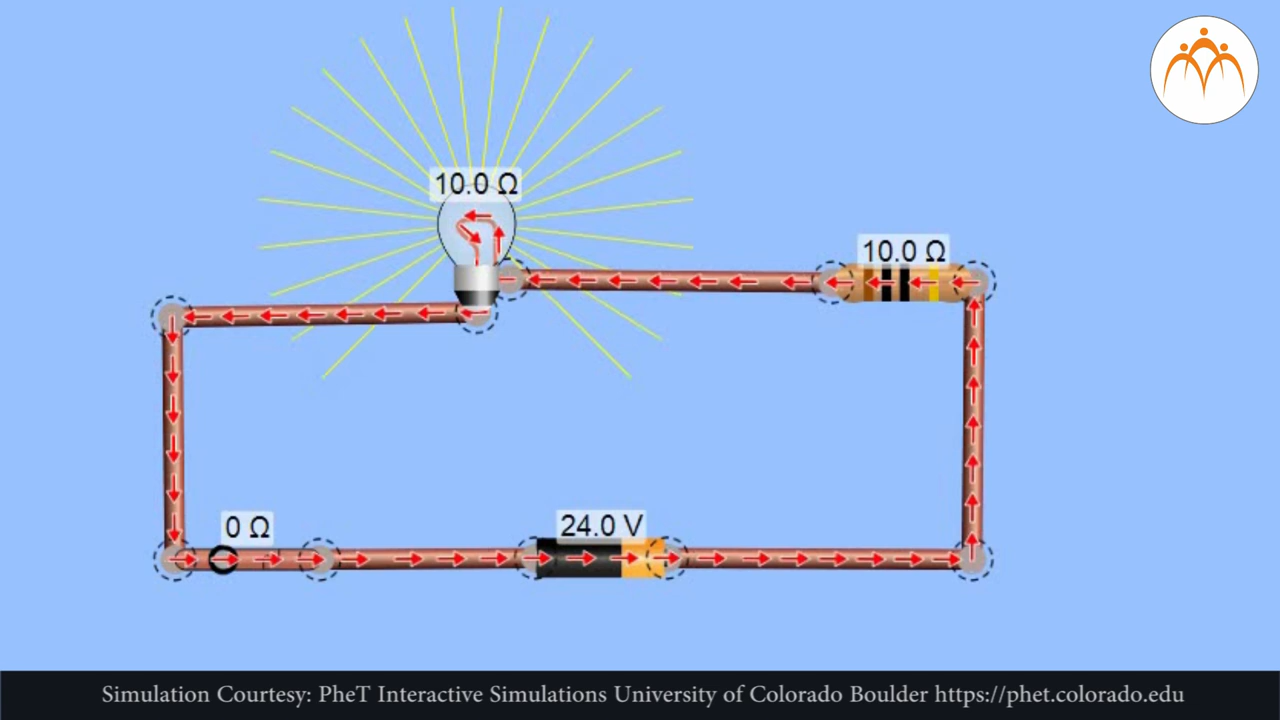 10.0 Ω
10.0 Ω
0 Ω
24.0 V
Simulation Courtesy: PheT Interactive Simulations University of Colorado Boulder https://phet.colorado.edu